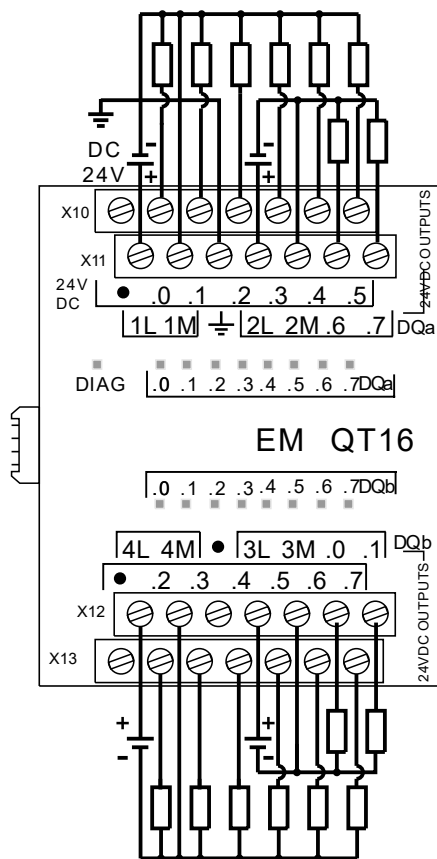 DC -
24V +
-
+
X10
X11
24VDC OUTPUTS
24V
DC
● .0 .1 .2 .3 .4 .5
1L 1M 2L 2M .6 .7 DQa
DIAG
.0 .1 .2 .3 .4 .5 .6 .7 DQa
EM QT16
.0 .1 .2 .3 .4 .5 .6 .7 DQb
4L 4M ● 3L 3M .0 .1 DQb
● .2 .3 .4 .5 .6 .7
24VDC OUTPUTS
X12
X13
+
-
+
-